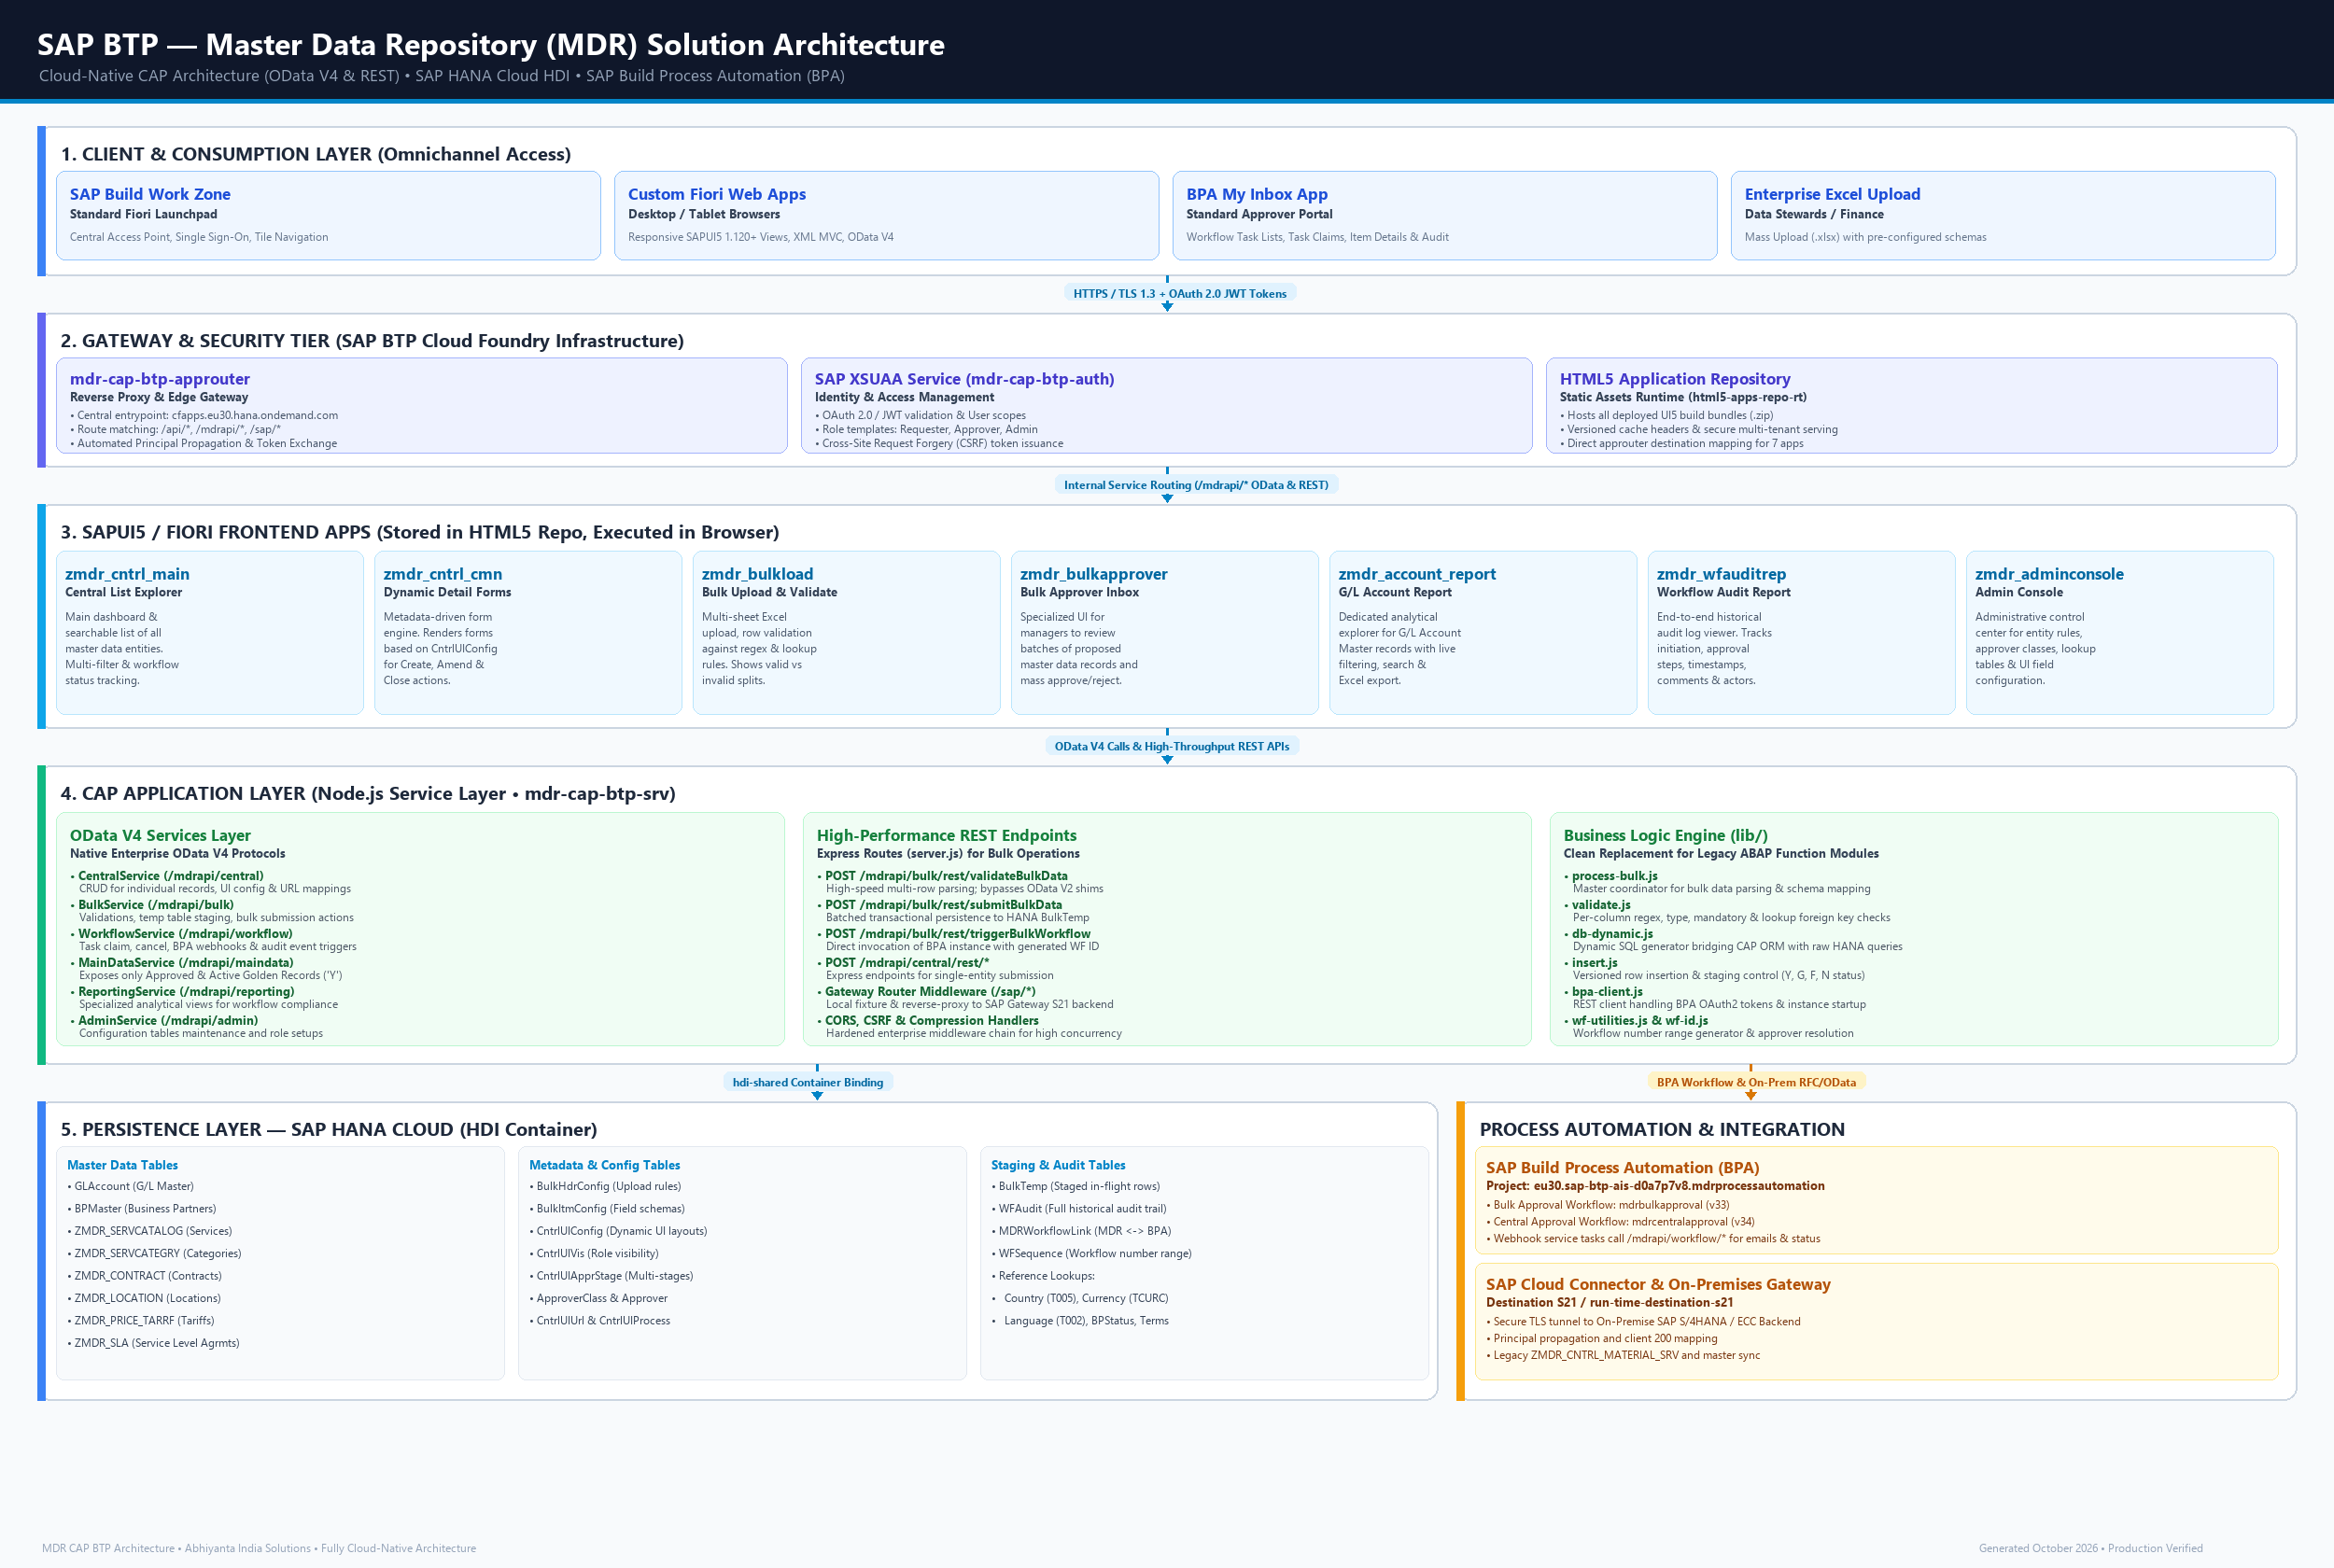 SAP BTP — Master Data Repository (MDR) Solution Architecture
Cloud-Native CAP Architecture (OData V4 & REST) • SAP HANA Cloud HDI • SAP Build Process Automation (BPA)
1. CLIENT & CONSUMPTION LAYER (Omnichannel Access)
SAP Build Work Zone
Standard Fiori Launchpad
Central Access Point, Single Sign-On, Tile Navigation
Custom Fiori Web Apps
Desktop / Tablet Browsers
Responsive SAPUI5 1.120+ Views, XML MVC, OData V4
BPA My Inbox App
Standard Approver Portal
Workflow Task Lists, Task Claims, Item Details & Audit
Enterprise Excel Upload
Data Stewards / Finance
Mass Upload (.xlsx) with pre-configured schemas
HTTPS / TLS 1.3 + OAuth 2.0 JWT Tokens
2. GATEWAY & SECURITY TIER (SAP BTP Cloud Foundry Infrastructure)
mdr-cap-btp-approuter
Reverse Proxy & Edge Gateway
• Central entrypoint: cfapps.eu30.hana.ondemand.com
• Route matching: /api/*, /mdrapi/*, /sap/*
• Automated Principal Propagation & Token Exchange
SAP XSUAA Service (mdr-cap-btp-auth)
Identity & Access Management
• OAuth 2.0 / JWT validation & User scopes
• Role templates: Requester, Approver, Admin
• Cross-Site Request Forgery (CSRF) token issuance
HTML5 Application Repository
Static Assets Runtime (html5-apps-repo-rt)
• Hosts all deployed UI5 build bundles (.zip)
• Versioned cache headers & secure multi-tenant serving
• Direct approuter destination mapping for 7 apps
Internal Service Routing (/mdrapi/* OData & REST)
3. SAPUI5 / FIORI FRONTEND APPS (Stored in HTML5 Repo, Executed in Browser)
zmdr_cntrl_main
Central List Explorer
Main dashboard &
searchable list of all
master data entities.
Multi-filter & workflow
status tracking.
zmdr_cntrl_cmn
Dynamic Detail Forms
Metadata-driven form
engine. Renders forms
based on CntrlUIConfig
for Create, Amend &
Close actions.
zmdr_bulkload
Bulk Upload & Validate
Multi-sheet Excel
upload, row validation
against regex & lookup
rules. Shows valid vs
invalid splits.
zmdr_bulkapprover
Bulk Approver Inbox
Specialized UI for
managers to review
batches of proposed
master data records and
mass approve/reject.
zmdr_account_report
G/L Account Report
Dedicated analytical
explorer for G/L Account
Master records with live
filtering, search &
Excel export.
zmdr_wfauditrep
Workflow Audit Report
End-to-end historical
audit log viewer. Tracks
initiation, approval
steps, timestamps,
comments & actors.
zmdr_adminconsole
Admin Console
Administrative control
center for entity rules,
approver classes, lookup
tables & UI field
configuration.
OData V4 Calls & High-Throughput REST APIs
4. CAP APPLICATION LAYER (Node.js Service Layer • mdr-cap-btp-srv)
OData V4 Services Layer
Native Enterprise OData V4 Protocols
• CentralService (/mdrapi/central)
CRUD for individual records, UI config & URL mappings
• BulkService (/mdrapi/bulk)
Validations, temp table staging, bulk submission actions
• WorkflowService (/mdrapi/workflow)
Task claim, cancel, BPA webhooks & audit event triggers
• MainDataService (/mdrapi/maindata)
Exposes only Approved & Active Golden Records ('Y')
• ReportingService (/mdrapi/reporting)
Specialized analytical views for workflow compliance
• AdminService (/mdrapi/admin)
Configuration tables maintenance and role setups
High-Performance REST Endpoints
Express Routes (server.js) for Bulk Operations
• POST /mdrapi/bulk/rest/validateBulkData
High-speed multi-row parsing; bypasses OData V2 shims
• POST /mdrapi/bulk/rest/submitBulkData
Batched transactional persistence to HANA BulkTemp
• POST /mdrapi/bulk/rest/triggerBulkWorkflow
Direct invocation of BPA instance with generated WF ID
• POST /mdrapi/central/rest/*
Express endpoints for single-entity submission
• Gateway Router Middleware (/sap/*)
Local fixture & reverse-proxy to SAP Gateway S21 backend
• CORS, CSRF & Compression Handlers
Hardened enterprise middleware chain for high concurrency
Business Logic Engine (lib/)
Clean Replacement for Legacy ABAP Function Modules
• process-bulk.js
Master coordinator for bulk data parsing & schema mapping
• validate.js
Per-column regex, type, mandatory & lookup foreign key checks
• db-dynamic.js
Dynamic SQL generator bridging CAP ORM with raw HANA queries
• insert.js
Versioned row insertion & staging control (Y, G, F, N status)
• bpa-client.js
REST client handling BPA OAuth2 tokens & instance startup
• wf-utilities.js & wf-id.js
Workflow number range generator & approver resolution
hdi-shared Container Binding
BPA Workflow & On-Prem RFC/OData
5. PERSISTENCE LAYER — SAP HANA CLOUD (HDI Container)
Master Data Tables
• GLAccount (G/L Master)
• BPMaster (Business Partners)
• ZMDR_SERVCATALOG (Services)
• ZMDR_SERVCATEGRY (Categories)
• ZMDR_CONTRACT (Contracts)
• ZMDR_LOCATION (Locations)
• ZMDR_PRICE_TARRF (Tariffs)
• ZMDR_SLA (Service Level Agrmts)
Metadata & Config Tables
• BulkHdrConfig (Upload rules)
• BulkItmConfig (Field schemas)
• CntrlUIConfig (Dynamic UI layouts)
• CntrlUIVis (Role visibility)
• CntrlUIApprStage (Multi-stages)
• ApproverClass & Approver
• CntrlUIUrl & CntrlUIProcess
Staging & Audit Tables
• BulkTemp (Staged in-flight rows)
• WFAudit (Full historical audit trail)
• MDRWorkflowLink (MDR <-> BPA)
• WFSequence (Workflow number range)
• Reference Lookups:
• Country (T005), Currency (TCURC)
• Language (T002), BPStatus, Terms
PROCESS AUTOMATION & INTEGRATION
SAP Build Process Automation (BPA)
Project: eu30.sap-btp-ais-d0a7p7v8.mdrprocessautomation
• Bulk Approval Workflow: mdrbulkapproval (v33)
• Central Approval Workflow: mdrcentralapproval (v34)
• Webhook service tasks call /mdrapi/workflow/* for emails & status
SAP Cloud Connector & On-Premises Gateway
Destination S21 / run-time-destination-s21
• Secure TLS tunnel to On-Premise SAP S/4HANA / ECC Backend
• Principal propagation and client 200 mapping
• Legacy ZMDR_CNTRL_MATERIAL_SRV and master sync
MDR CAP BTP Architecture • Abhiyanta India Solutions • Fully Cloud-Native Architecture
Generated October 2026 • Production Verified